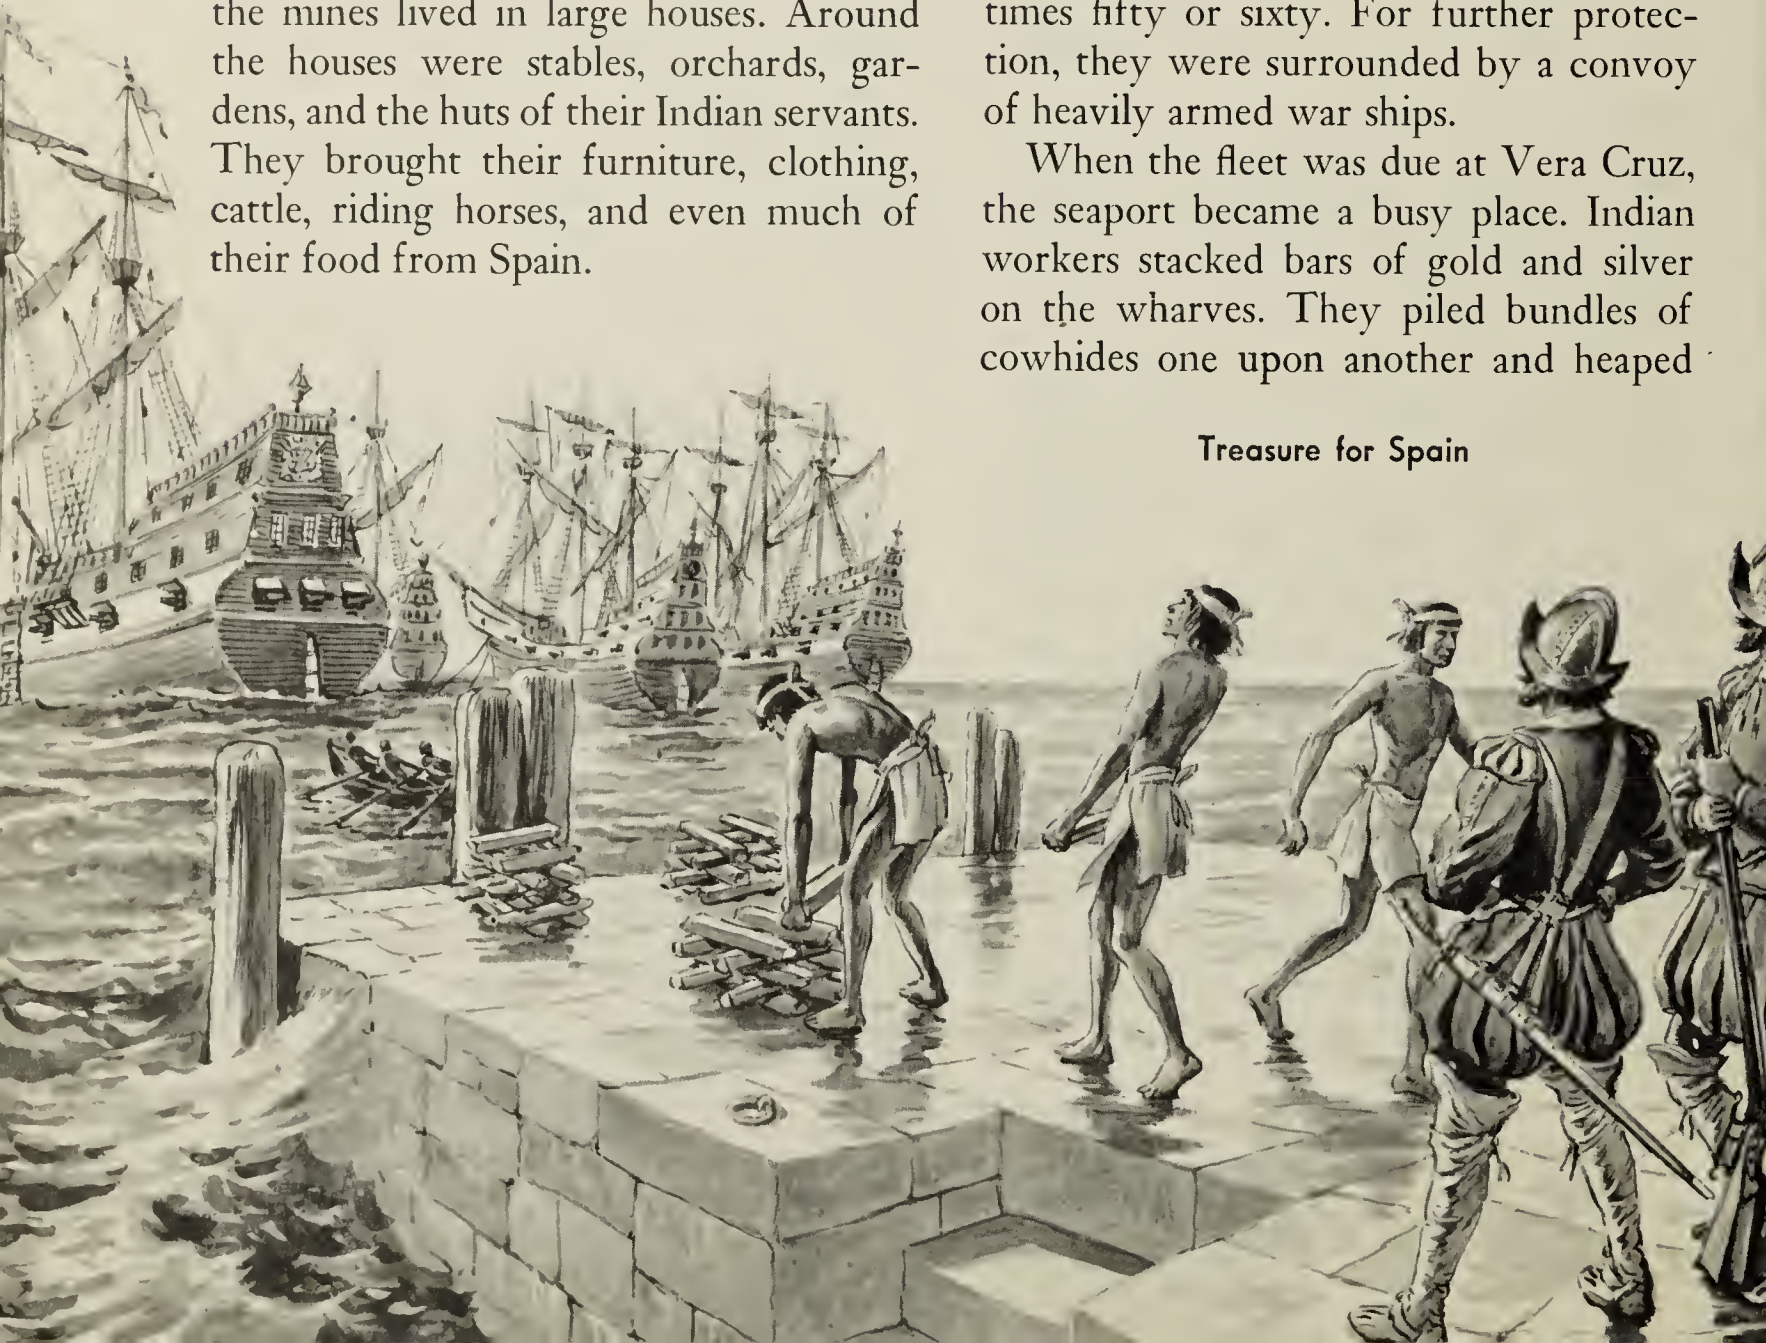 the mines lived in large houses. Around
the houses were stables, orchards, gar-
dens, and the huts of their Indian servants.
They brought their furniture, clothing,
cattle, riding horses, and even much of
their food from Spain.
times fifty or sixty. For further protec-
tion, they were surrounded by a convoy
of heavily armed war ships.
When the fleet was due at Vera Cruz,
the seaport became a busy place. Indian
workers stacked bars of gold and silver
on the wharves. They piled bundles of
cowhides one upon another and heaped
Treasure for Spain